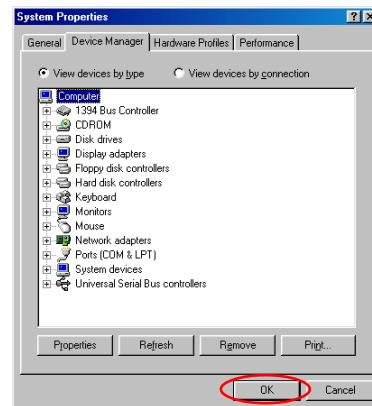 System Properties
General Device Manager Hardware Profiles Performance
View devices by type View devices by connection
Computer
1394 Bus Controller
CDROM
Disk drives
Display adapters
Floppy disk controllers
Hard disk controllers
Keyboard
Monitors
Mouse
Network adapters
Ports (COM & LPT)
System devices
Universal Serial Bus controllers
Properties Refresh Remove Print...
OK Cancel